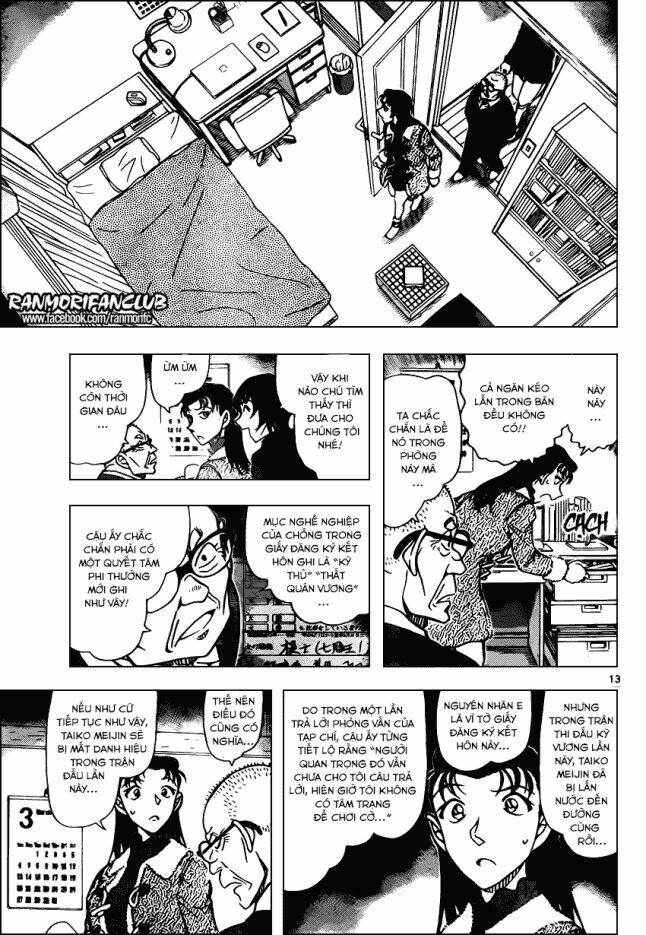 RANMORIFANCLUB
www.facebook.com/ranmorifc
NÀY
NÀY
...
CẢ NGĂN KÉO
LẪN TRONG BÀN
ĐỀU KHÔNG
CÓ!!
TA CHẮC
CHẮN LÀ ĐỂ
NÓ TRONG
PHÒNG
NÀY MÀ
...
CẠCH
VẬY KHI
NÀO CHÚ TÌM
THẤY THÌ
ĐƯA CHO
CHÚNG TÔI
NHÉ!
ỪM ỪM
...
KHÔNG
CÒN THỜI
GIAN ĐÂU
...
MỤC NGHỀ NGHIỆP
CỦA CHỒNG TRONG
GIẤY ĐĂNG KÝ KẾT
HÔN GHI LÀ "KỲ
THỦ" "THẤT
QUÁN VƯƠNG"
...
CẬU ẤY CHẮC
CHẮN PHẢI CÓ
MỘT QUYẾT TÂM
PHI THƯỜNG
MỚI GHI
NHƯ VẬY!
13
NHƯNG
TRONG TRẬN
THI ĐẤU KỲ
VƯƠNG LẦN
NÀY, TAIKO
MEIJIN ĐÃ
BỊ LẤN
NƯỚC ĐẾN
ĐƯỜNG
CÙNG
RỒI...
NGUYÊN NHÂN E
LÀ VÌ TỜ GIẤY
ĐĂNG KÝ KẾT
HÔN NÀY...
DO TRONG MỘT LẦN
TRẢ LỜI PHỎNG VẤN CỦA
TẠP CHÍ, CẬU ẤY TỪNG
TIẾT LỘ RẰNG "NGƯỜI
QUAN TRỌNG ĐÓ VẪN
CHƯA CHO TÔI CÂU TRẢ
LỜI, HIỆN GIỜ TÔI KHÔNG
CÓ TÂM TRẠNG
ĐỂ CHƠI CỜ..."
THẾ NÊN
ĐIỀU ĐÓ
CŨNG CÓ
NGHĨA...
NẾU NHƯ CỨ
TIẾP TỤC NHƯ VẬY,
TAIKO MEIJIN SẼ
BỊ MẤT DANH HIỆU
TRONG TRẬN
ĐẤU LẦN
NÀY...
3